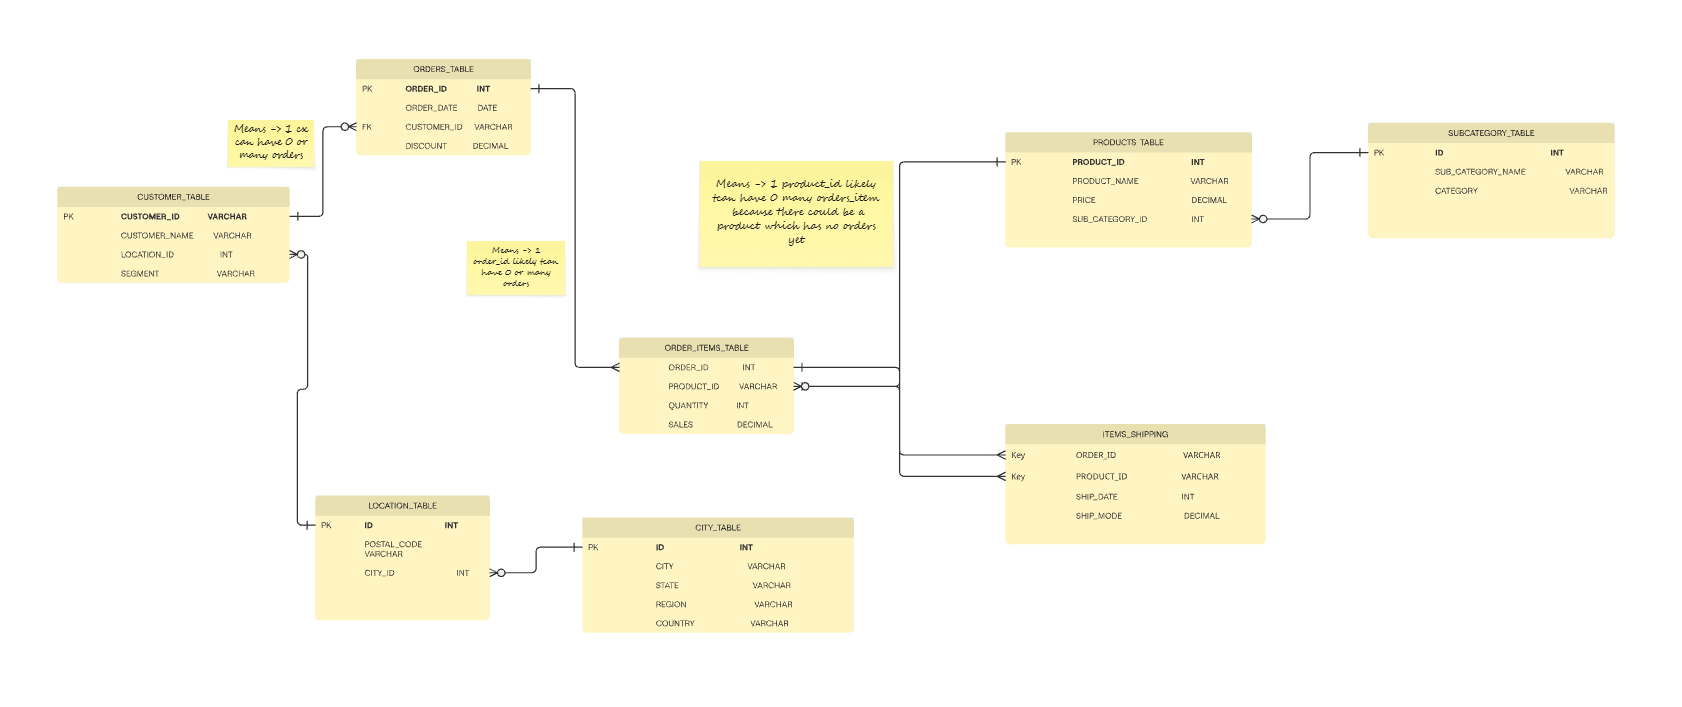 ORDERS_TABLE
PK ORDER_ID INT
ORDER_DATE DATE
FK CUSTOMER_ID VARCHAR
DISCOUNT DECIMAL
Means -> 1 cx
can have 0 or
many orders
CUSTOMER_TABLE
PK CUSTOMER_ID VARCHAR
CUSTOMER_NAME VARCHAR
LOCATION_ID INT
SEGMENT VARCHAR
Means -> 1
order_id likely tcan
have 0 or many
orders
Means -> 1 product_id likely
tcan have 0 many orders_item
because there could be a
product which has no orders
yet
PRODUCTS TABLE
PK PRODUCT_ID INT
PRODUCT_NAME VARCHAR
PRICE DECIMAL
SUB_CATEGORY_ID INT
SUBCATEGORY_TABLE
PK ID INT
SUB_CATEGORY_NAME VARCHAR
CATEGORY VARCHAR
ORDER_ITEMS_TABLE
ORDER_ID INT
PRODUCT_ID VARCHAR
QUANTITY INT
SALES DECIMAL
ITEMS_SHIPPING
Key ORDER_ID VARCHAR
Key PRODUCT_ID VARCHAR
SHIP_DATE INT
SHIP_MODE DECIMAL
LOCATION_TABLE
PK ID INT
POSTAL_CODE
VARCHAR
CITY_ID INT
CITY_TABLE
PK ID INT
CITY VARCHAR
STATE VARCHAR
REGION VARCHAR
COUNTRY VARCHAR